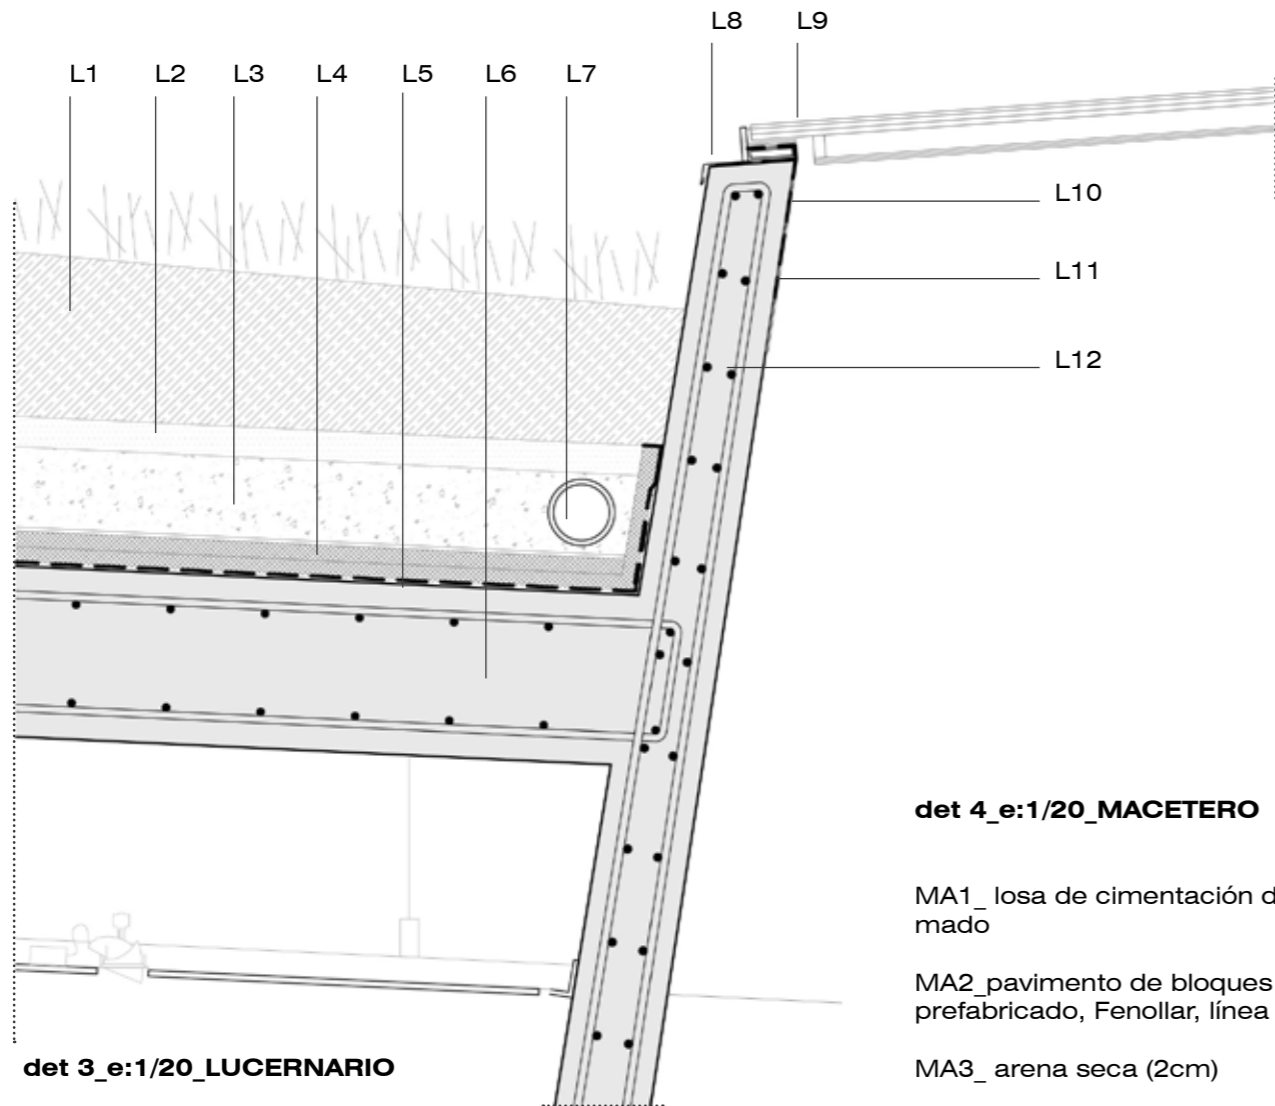 L8 L9
L1 L2 L3 L4 L5 L6 L7
L10
L11
L12
det 4_e:1/20_MACETERO
MA1_ losa de cimentación d
mado
MA2_pavimento de bloques
prefabricado, Fenollar, línea
MA3_ arena seca (2cm)
det 3_e:1/20_LUCERNARIO